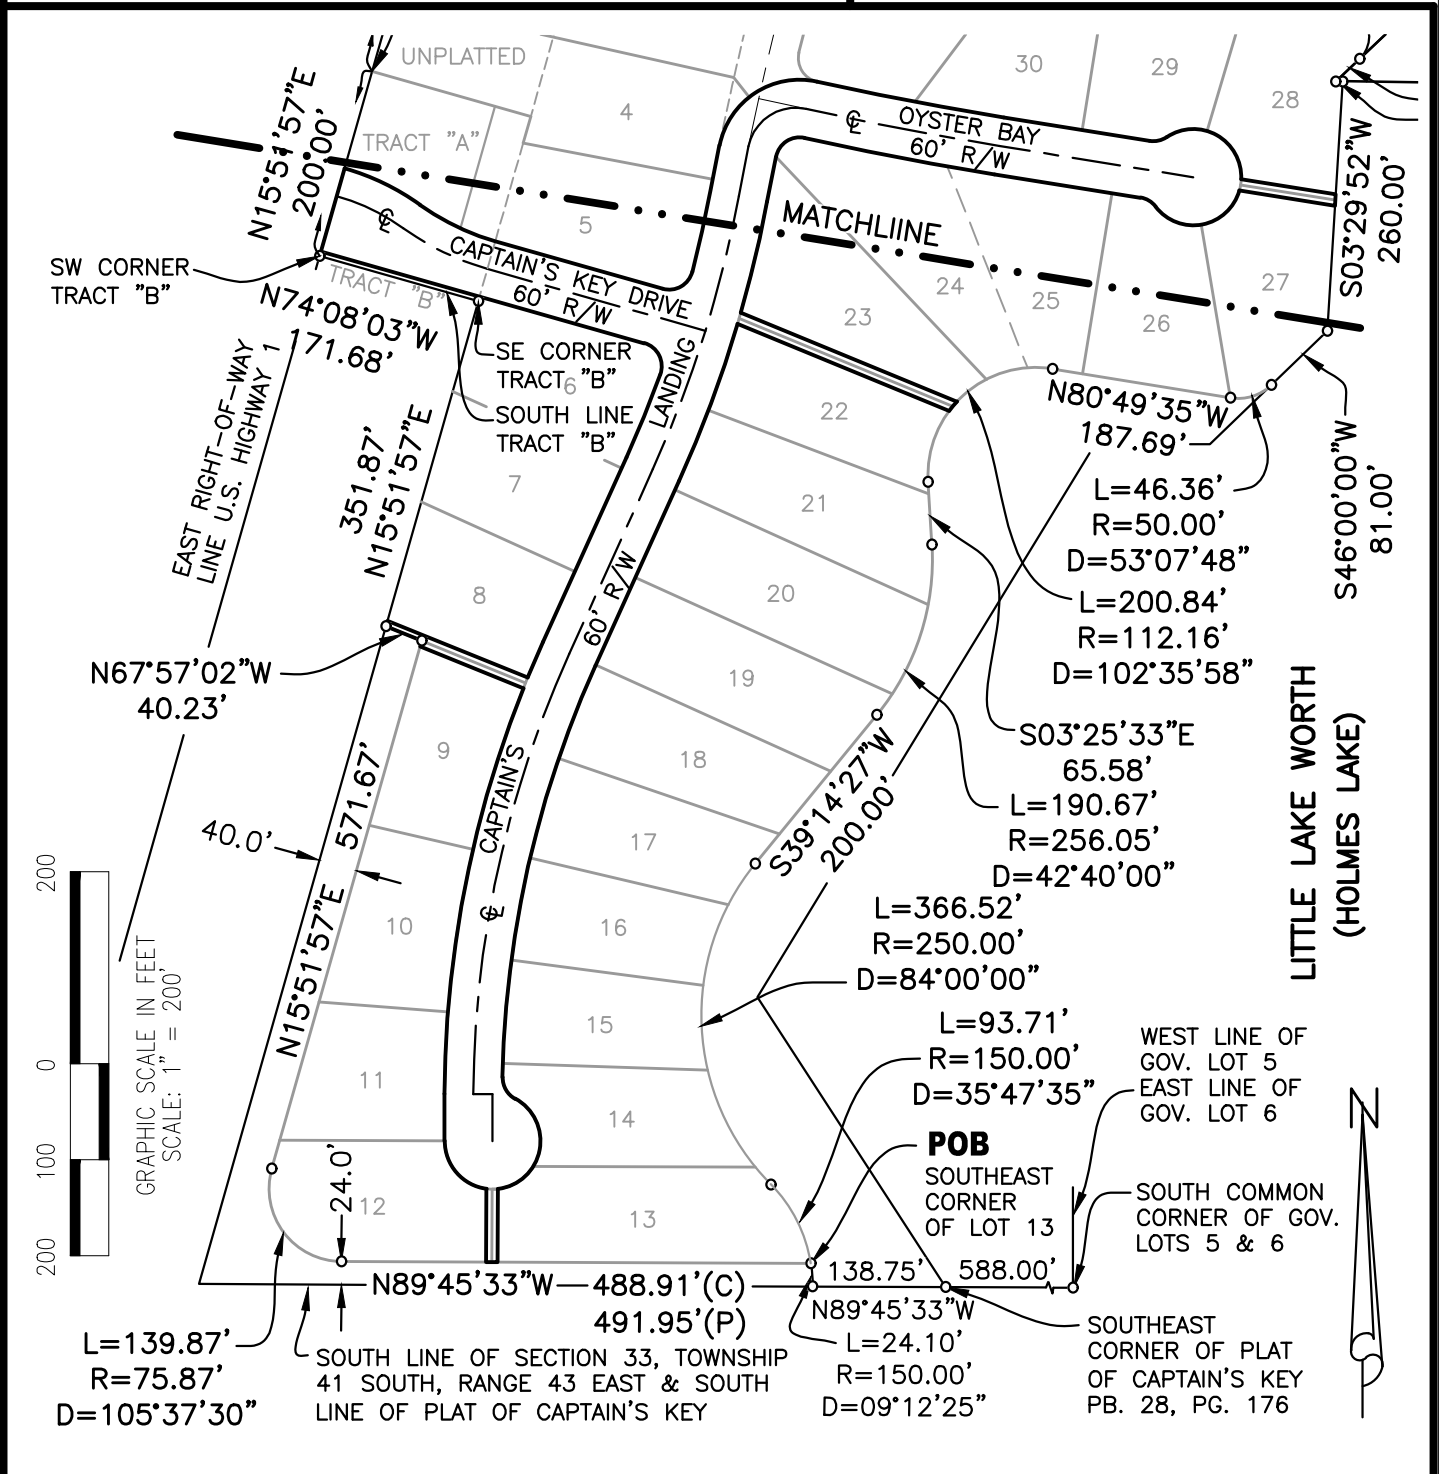 UNPLATTED
30
29
28
4
N15°51'57"E
200.00'
TRACT "A"
℄
OYSTER BAY
60' R/W
S03°29'52"W
260.00'
MATCHLIINE
5
℄
CAPTAIN'S KEY DRIVE
60' R/W
SW CORNER
TRACT "B"
TRACT "B"
N74°08'03"W
171.68'
24
25
26
27
23
EAST RIGHT-OF-WAY
LINE U.S. HIGHWAY 1
SE CORNER
TRACT "B"
6
SOUTH LINE
TRACT "B"
LANDING
22
N80°49'35"W
187.69'
351.87'
N15°51'57"E
7
21
L=46.36'
R=50.00'
D=53°07'48"
S46°00'00"W
81.00'
8
60' R/W
20
L=200.84'
R=112.16'
D=102°35'58"
N67°57'02"W
40.23'
19
S03°25'33"E
65.58'
9
18
L=190.67'
R=256.05'
D=42°40'00"
LITTLE LAKE WORTH
(HOLMES LAKE)
40.0'
N15°51'57"E 571.67'
CAPTAIN'S
17
S39°14'27"W
200.00'
200
0
100
200
GRAPHIC SCALE IN FEET
SCALE: 1" = 200'
10
℄
16
L=366.52'
R=250.00'
D=84°00'00"
15
L=93.71'
R=150.00'
D=35°47'35"
WEST LINE OF
GOV. LOT 5
EAST LINE OF
GOV. LOT 6
11
14
POB
SOUTHEAST
CORNER
OF LOT 13
N
24.0'
12
13
SOUTH COMMON
CORNER OF GOV.
LOTS 5 & 6
N89°45'33"W 488.91'(C)
491.95'(P)
138.75'
588.00'
N89°45'33"W
L=139.87'
R=75.87'
D=105°37'30"
SOUTH LINE OF SECTION 33, TOWNSHIP
41 SOUTH, RANGE 43 EAST & SOUTH
LINE OF PLAT OF CAPTAIN'S KEY
L=24.10'
R=150.00'
D=09°12'25"
SOUTHEAST
CORNER OF PLAT
OF CAPTAIN'S KEY
PB. 28, PG. 176